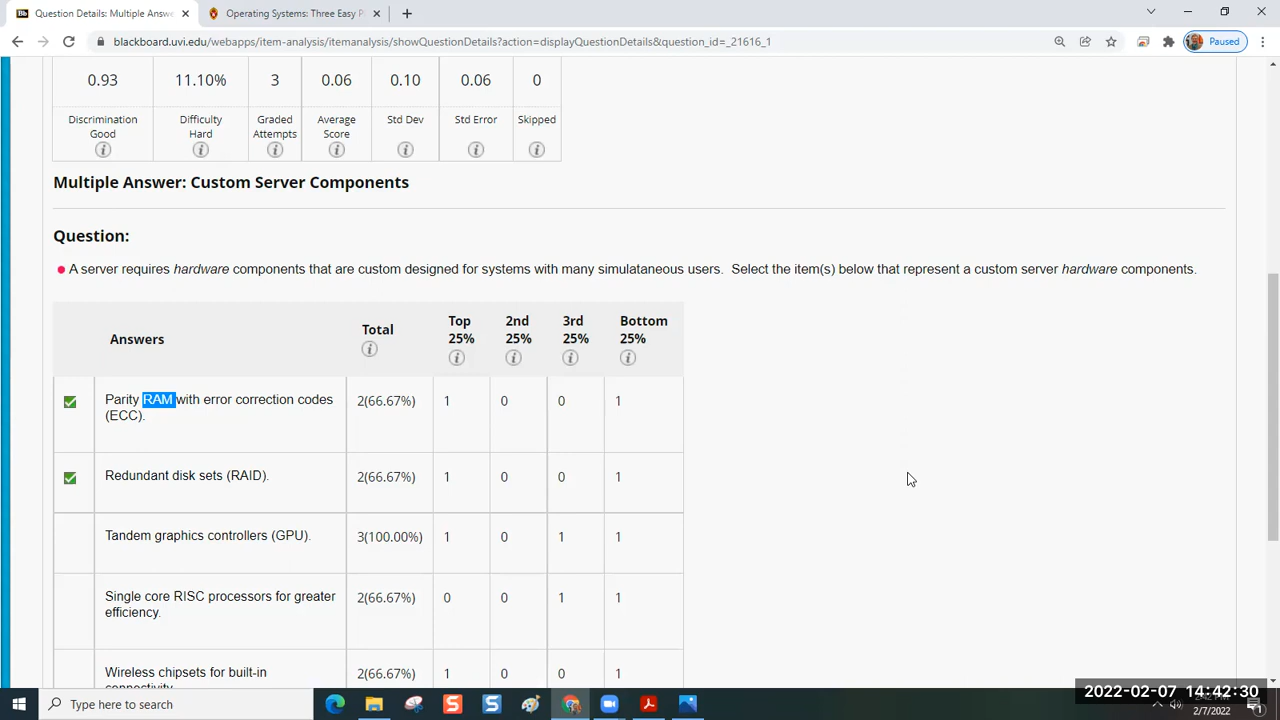 Question Details: Multiple Answe
Operating Systems: Three Easy P
blackboard.uvi.edu/webapps/item-analysis/itemanalysis/showQuestionDetails?action=displayQuestionDetails&question_id=_21616_1
Paused
0.93 11.10% 3 0.06 0.10 0.06 0
Discrimination Good
Difficulty Hard
Graded Attempts
Average Score
Std Dev
Std Error
Skipped
Multiple Answer: Custom Server Components
Question:
A server requires hardware components that are custom designed for systems with many simulataneous users. Select the item(s) below that represent a custom server hardware components.
Answers Total Top 25% 2nd 25% 3rd 25% Bottom 25%
Parity RAM with error correction codes
(ECC).
2(66.67%) 1 0 0 1
Redundant disk sets (RAID). 2(66.67%) 1 0 0 1
Tandem graphics controllers (GPU). 3(100.00%) 1 0 1 1
Single core RISC processors for greater
efficiency.
2(66.67%) 0 0 1 1
Wireless chipsets for built-in
connectivity.
2(66.67%) 1 0 0 1
Type here to search
2022-02-07 14:42:30
2/7/2022